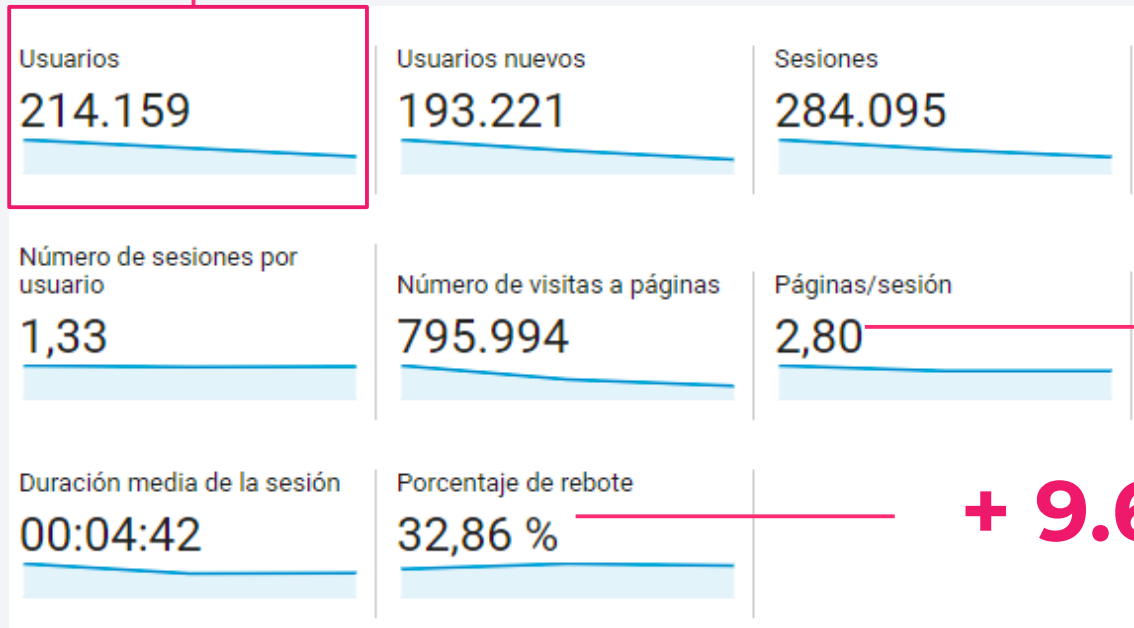 Usuarios
214.159
Usuarios nuevos
193.221
Sesiones
284.095
Número de sesiones por
usuario
1,33
Número de visitas a páginas
795.994
Páginas/sesión
2,80
Duración media de la sesión
00:04:42
Porcentaje de rebote
32,86 %
+ 9.6